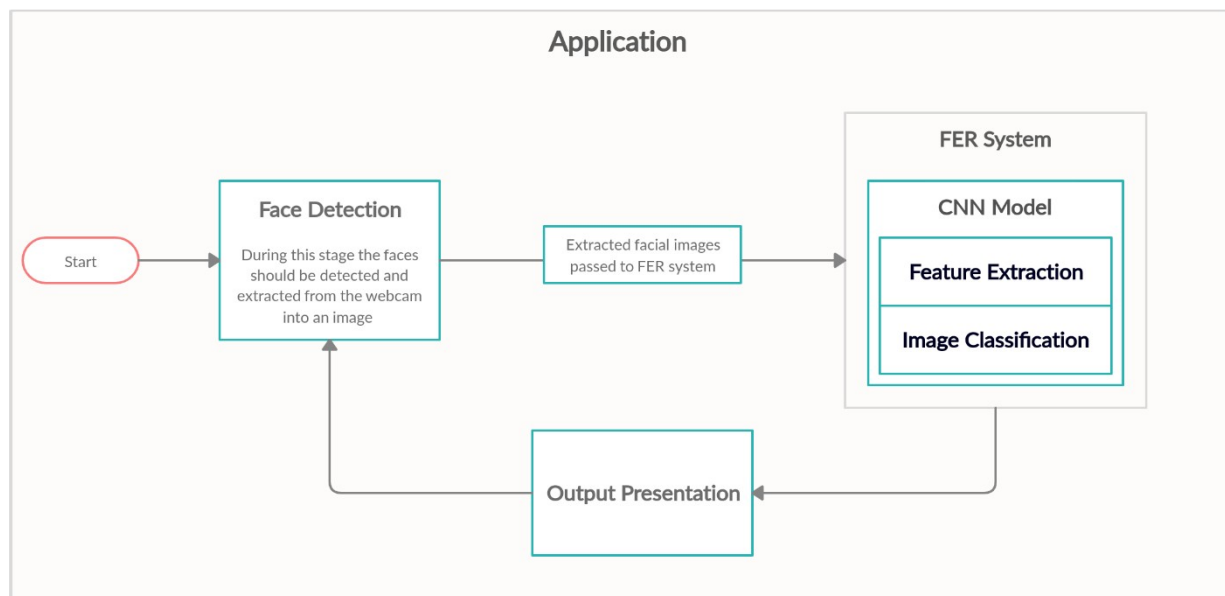 Application
Start
Face Detection
During this stage the faces
should be detected and
extracted from the webcam
into an image
Extracted facial images
passed to FER system
FER System
CNN Model
Feature Extraction
Image Classification
Output Presentation